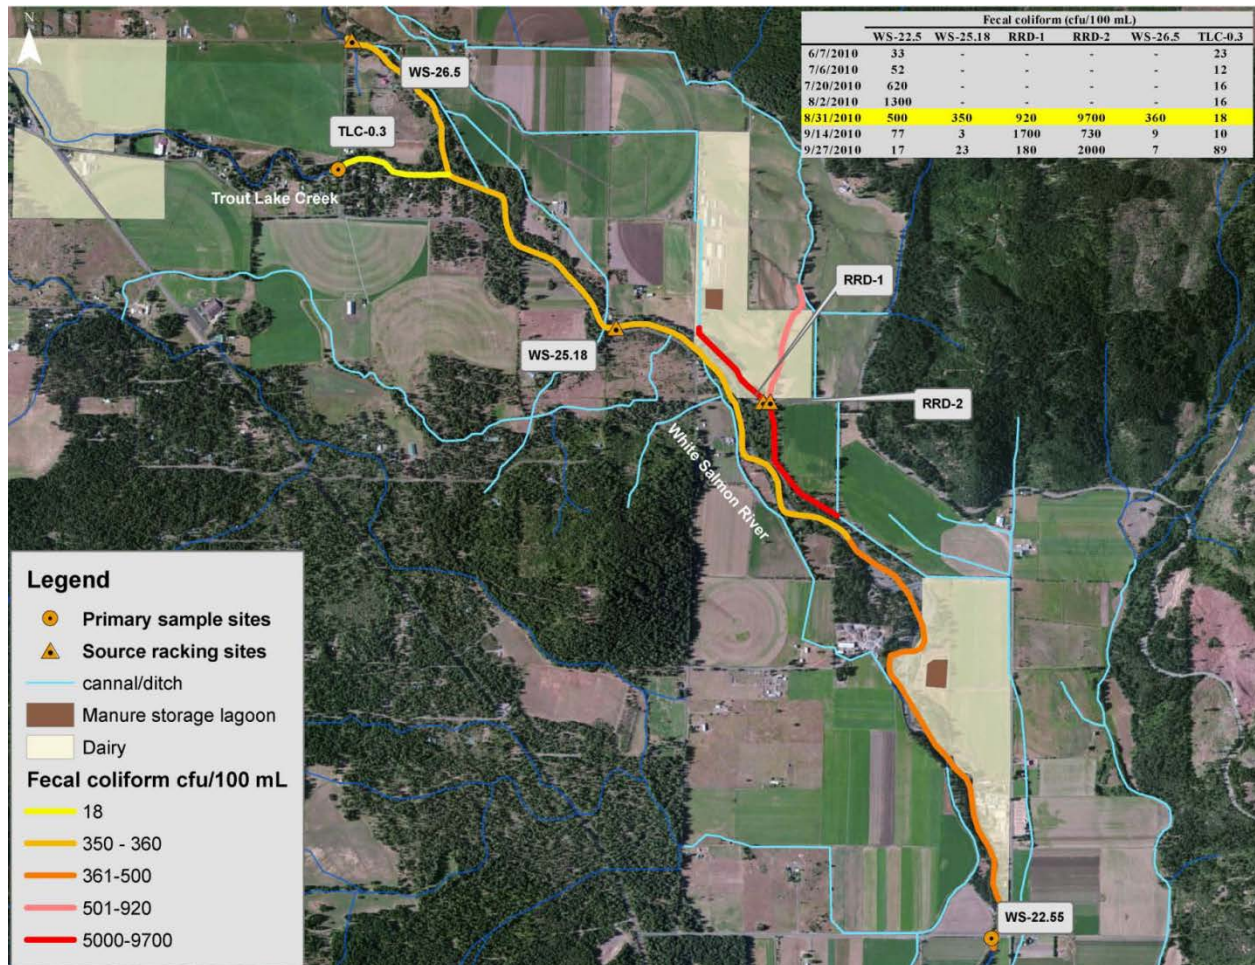 N
Fecal coliform (cfu/100 mL)
WS-22.5 WS-25.18 RRD-1 RRD-2 WS-26.5 TLC-0.3
6/7/2010 33 - - - - 23
7/6/2010 52 - - - - 12
7/20/2010 620 - - - - 16
8/2/2010 1300 - - - - 16
8/31/2010 500 350 920 9700 360 18
9/14/2010 77 3 1700 730 9 10
9/27/2010 17 23 180 2000 7 89
WS-26.5
TLC-0.3
Trout Lake Creek
RRD-1
WS-25.18
RRD-2
White Salmon River
Legend
Primary sample sites
Source racking sites
cannal/ditch
Manure storage lagoon
Dairy
Fecal coliform cfu/100 mL
18
350 - 360
361-500
501-920
5000-9700
WS-22.55